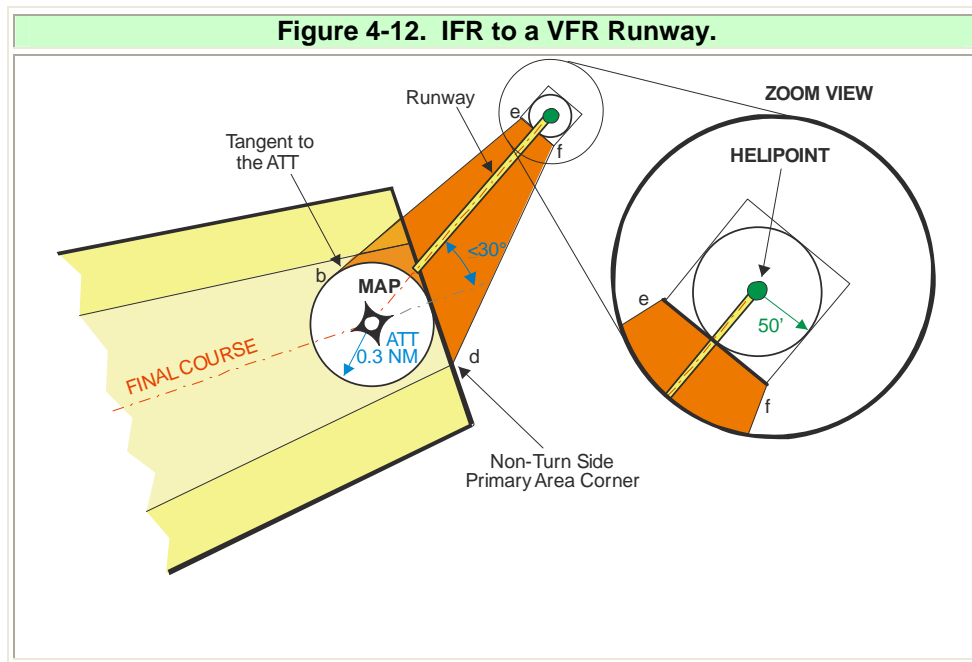 Figure 4-12. IFR to a VFR Runway.
Runway
Tangent to
the ATT
ZOOM VIEW
HELIPOINT
e
f
≤30°
b
MAP
ATT
0.3 NM
FINAL COURSE
d
Non-Turn Side
Primary Area Corner
e
50’
f